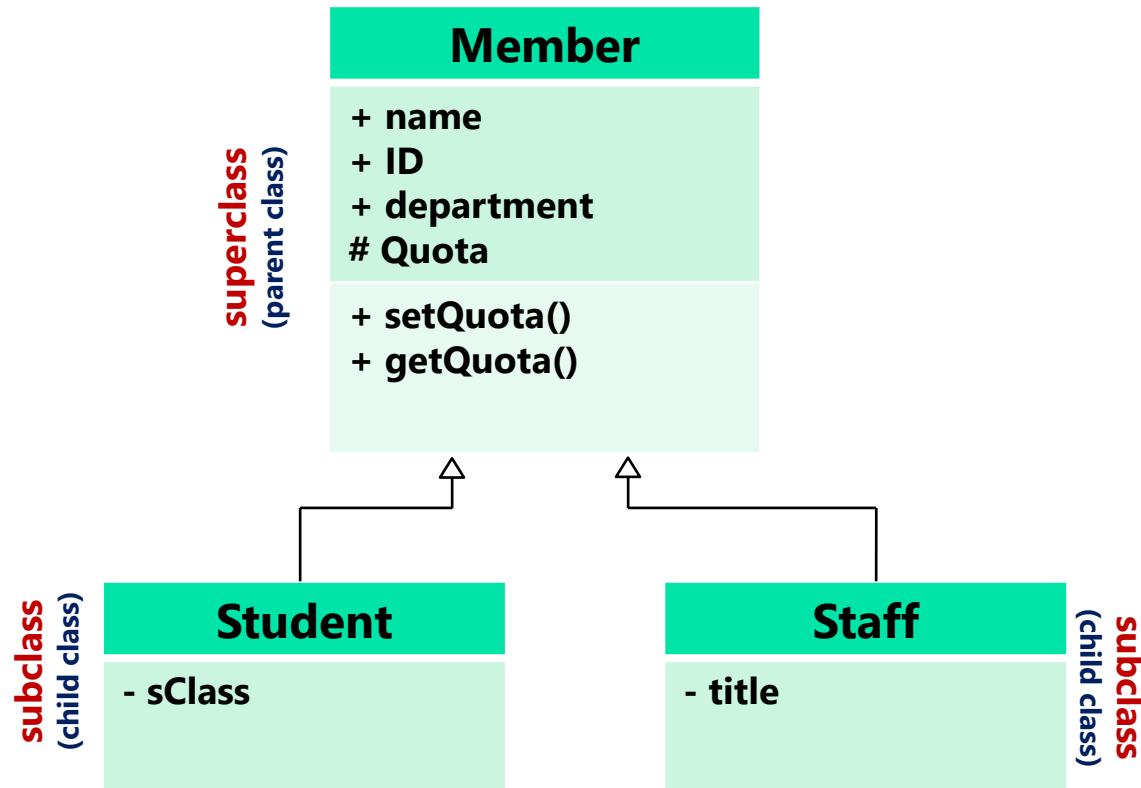 Member
+ name
+ ID
+ department
# Quota
+ setQuota()
+ getQuota()
superclass
(parent class)
Student
- sClass
subclass
(child class)
Staff
- title
subclass
(child class)